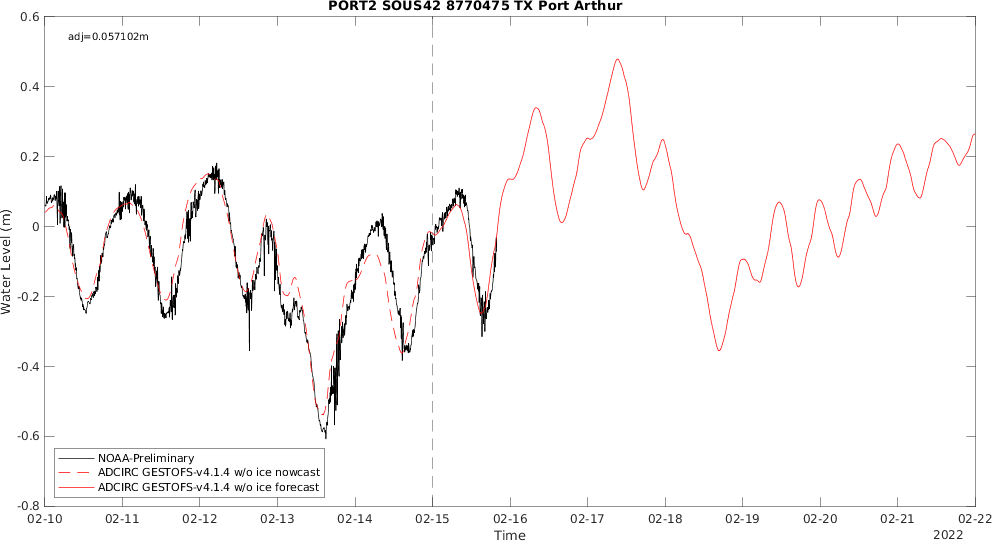 PORT2 SOUS42 8770475 TX Port Arthur
adj=0.057102m
0.6
0.4
0.2
0
-0.2
-0.4
-0.6
-0.8
Water Level (m)
NOAA-Preliminary
ADCIRC GESTOFS-v4.1.4 w/o ice nowcast
ADCIRC GESTOFS-v4.1.4 w/o ice forecast
02-10 02-11 02-12 02-13 02-14 02-15 02-16 02-17 02-18 02-19 02-20 02-21 02-22
Time
2022